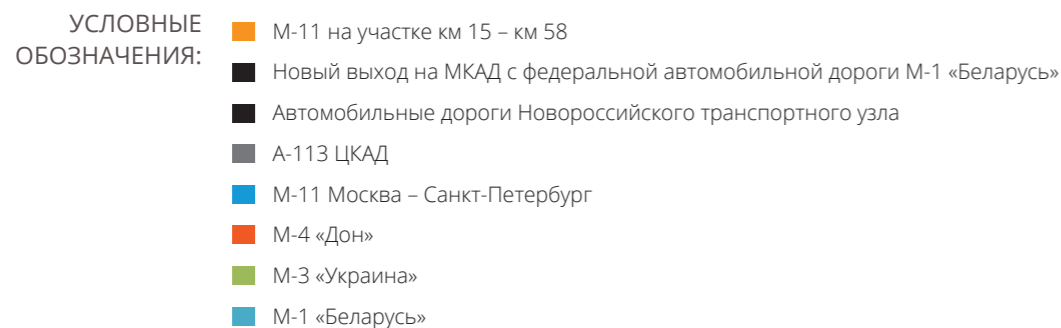 УСЛОВНЫЕ
ОБОЗНАЧЕНИЯ:
М-11 на участке км 15 – км 58
Новый выход на МКАД с федеральной автомобильной дороги М-1 «Беларусь»
Автомобильные дороги Новороссийского транспортного узла
А-113 ЦКАД
М-11 Москва – Санкт-Петербург
М-4 «Дон»
М-3 «Украина»
М-1 «Беларусь»